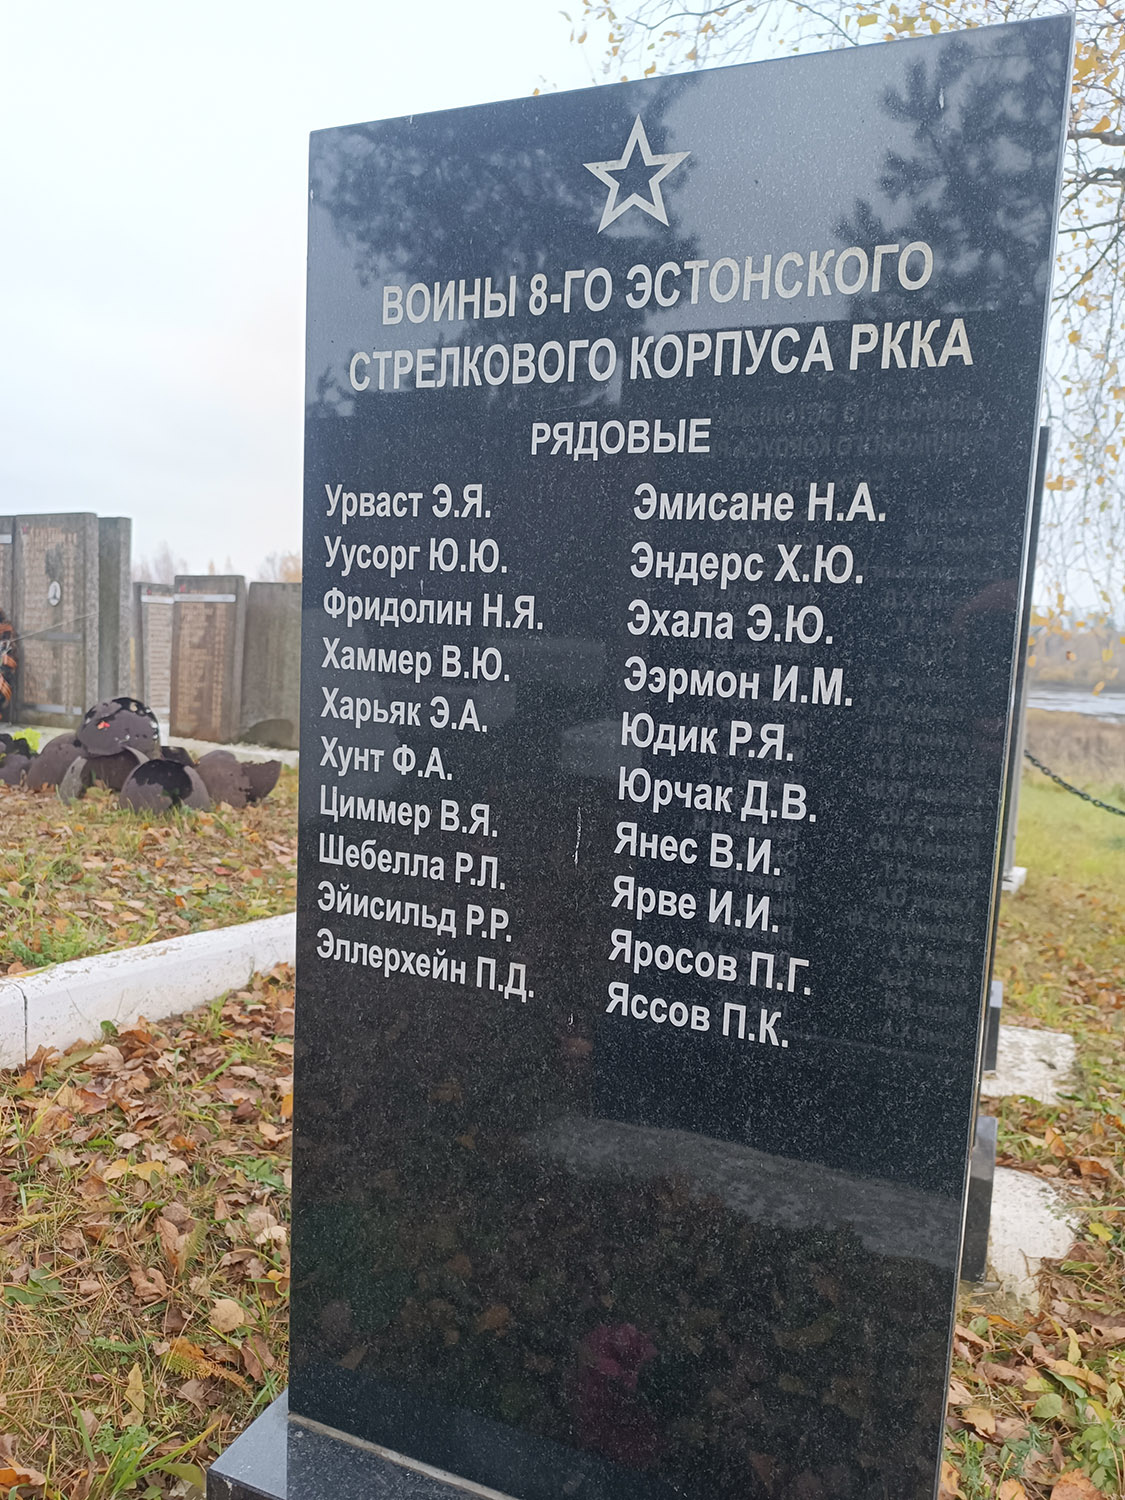 ВОИНЫ 8-ГО ЭСТОНСКОГО
СТРЕЛКОВОГО КОРПУСА РККА
РЯДОВЫЕ
Урваст Э.Я.
Уусорг Ю.Ю.
Фридолин Н.Я.
Хаммер В.Ю.
Харьяк Э.А.
Хунт Ф.А.
Циммер В.Я.
Шебелла Р.Л.
Эйисильд Р.Р.
Эллерхейн П.Д.
Эмисане Н.А.
Эндерс Х.Ю.
Эхала Э.Ю.
Ээрмон И.М.
Юдик Р.Я.
Юрчак Д.В.
Янес В.И.
Ярве И.И.
Яросов П.Г.
Яссов П.К.